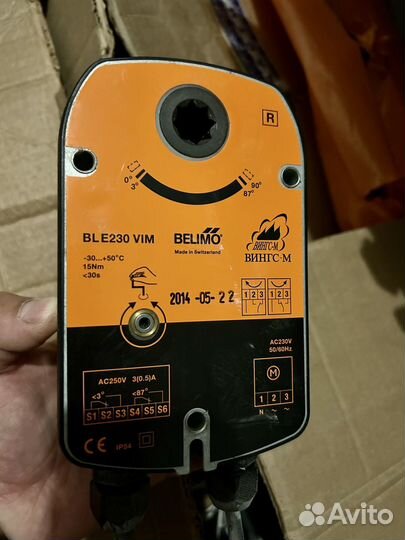 R
0° 90°
3° 87°
BLE230 VIM
BELIMO®
Made in Switzerland
ВИНГС-М
ВИНГС-М
-30...+50°C
15Nm
<30s
2014 -05- 22
1 2 3 1 2 3
AC230V
50/60Hz
AC250V 3(0.5)A
<3° <87°
S1 S2 S3 S4 S5 S6
M
1 2 3
N ~ ~
CE IP54
Avito